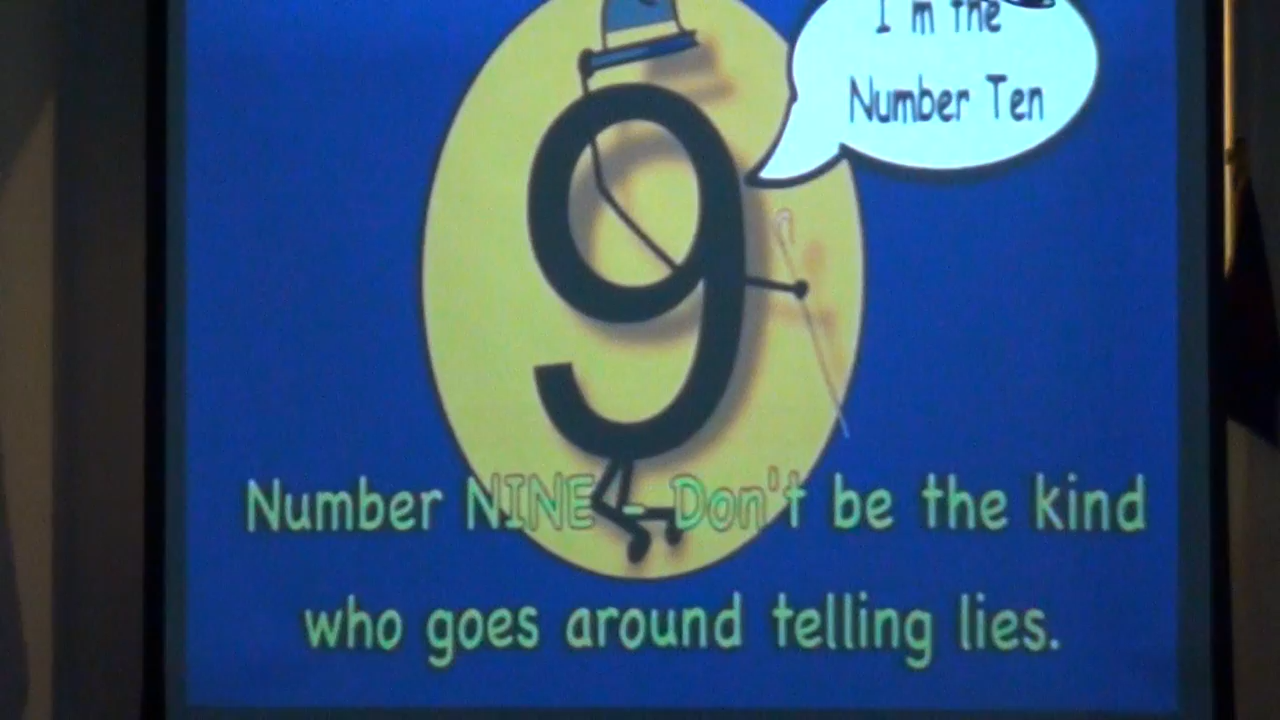 I'm the
Number Ten
9
Number NINE - Don't be the kind
who goes around telling lies.